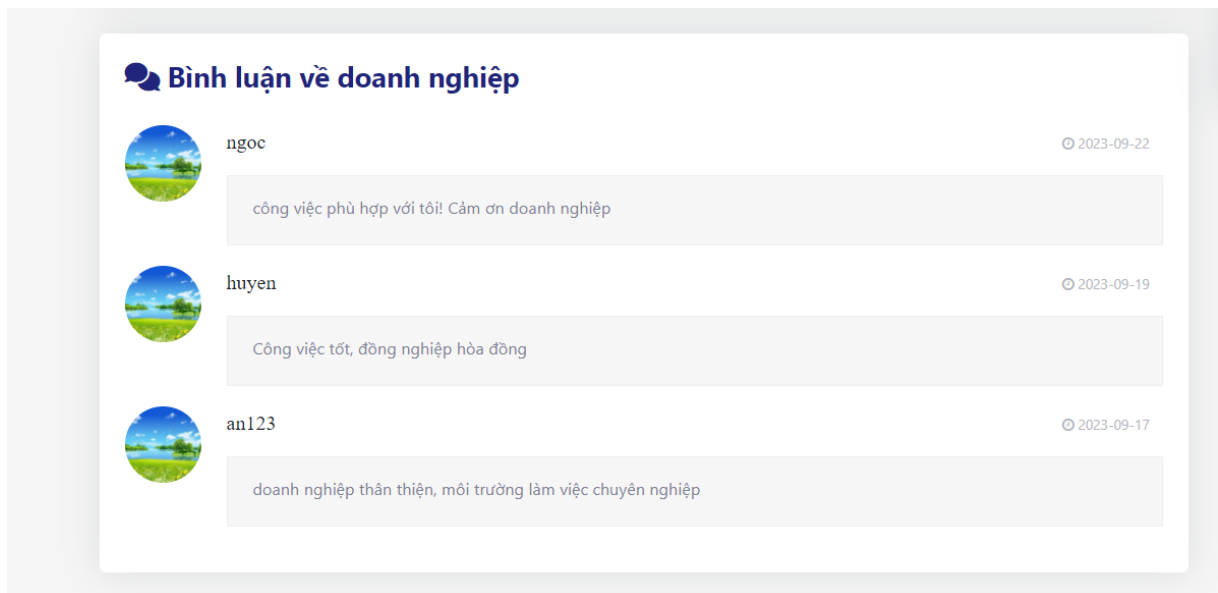 Bình luận về doanh nghiệp
ngoc
2023-09-22
công việc phù hợp với tôi! Cảm ơn doanh nghiệp
huyen
2023-09-19
Công việc tốt, đồng nghiệp hòa đồng
an123
2023-09-17
doanh nghiệp thân thiện, môi trường làm việc chuyên nghiệp